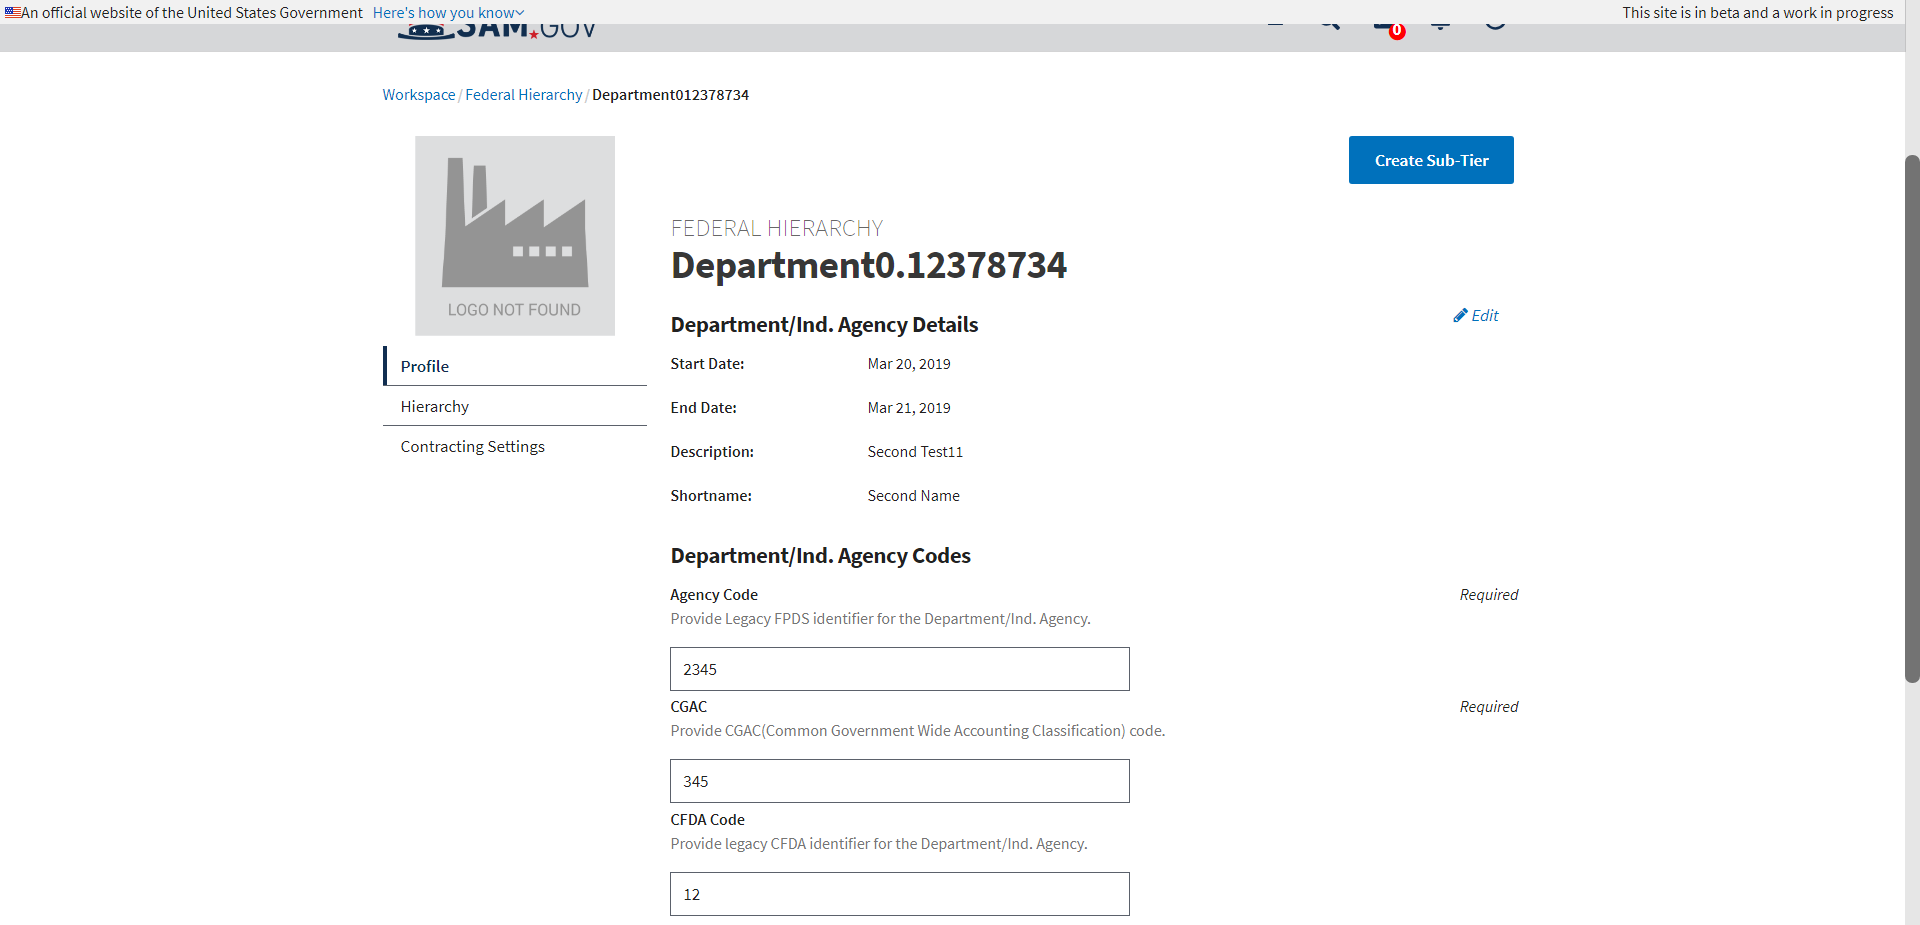 An official website of the United States Government Here's how you know
This site is in beta and a work in progress
SAM.GOV
0
Workspace / Federal Hierarchy / Department012378734
LOGO NOT FOUND
Create Sub-Tier
Profile
Hierarchy
Contracting Settings
FEDERAL HIERARCHY
Department0.12378734
Department/Ind. Agency Details
Edit
Start Date: Mar 20, 2019
End Date: Mar 21, 2019
Description: Second Test11
Shortname: Second Name
Department/Ind. Agency Codes
Agency Code Required
Provide Legacy FPDS identifier for the Department/Ind. Agency.
2345
CGAC Required
Provide CGAC(Common Government Wide Accounting Classification) code.
345
CFDA Code
Provide legacy CFDA identifier for the Department/Ind. Agency.
12